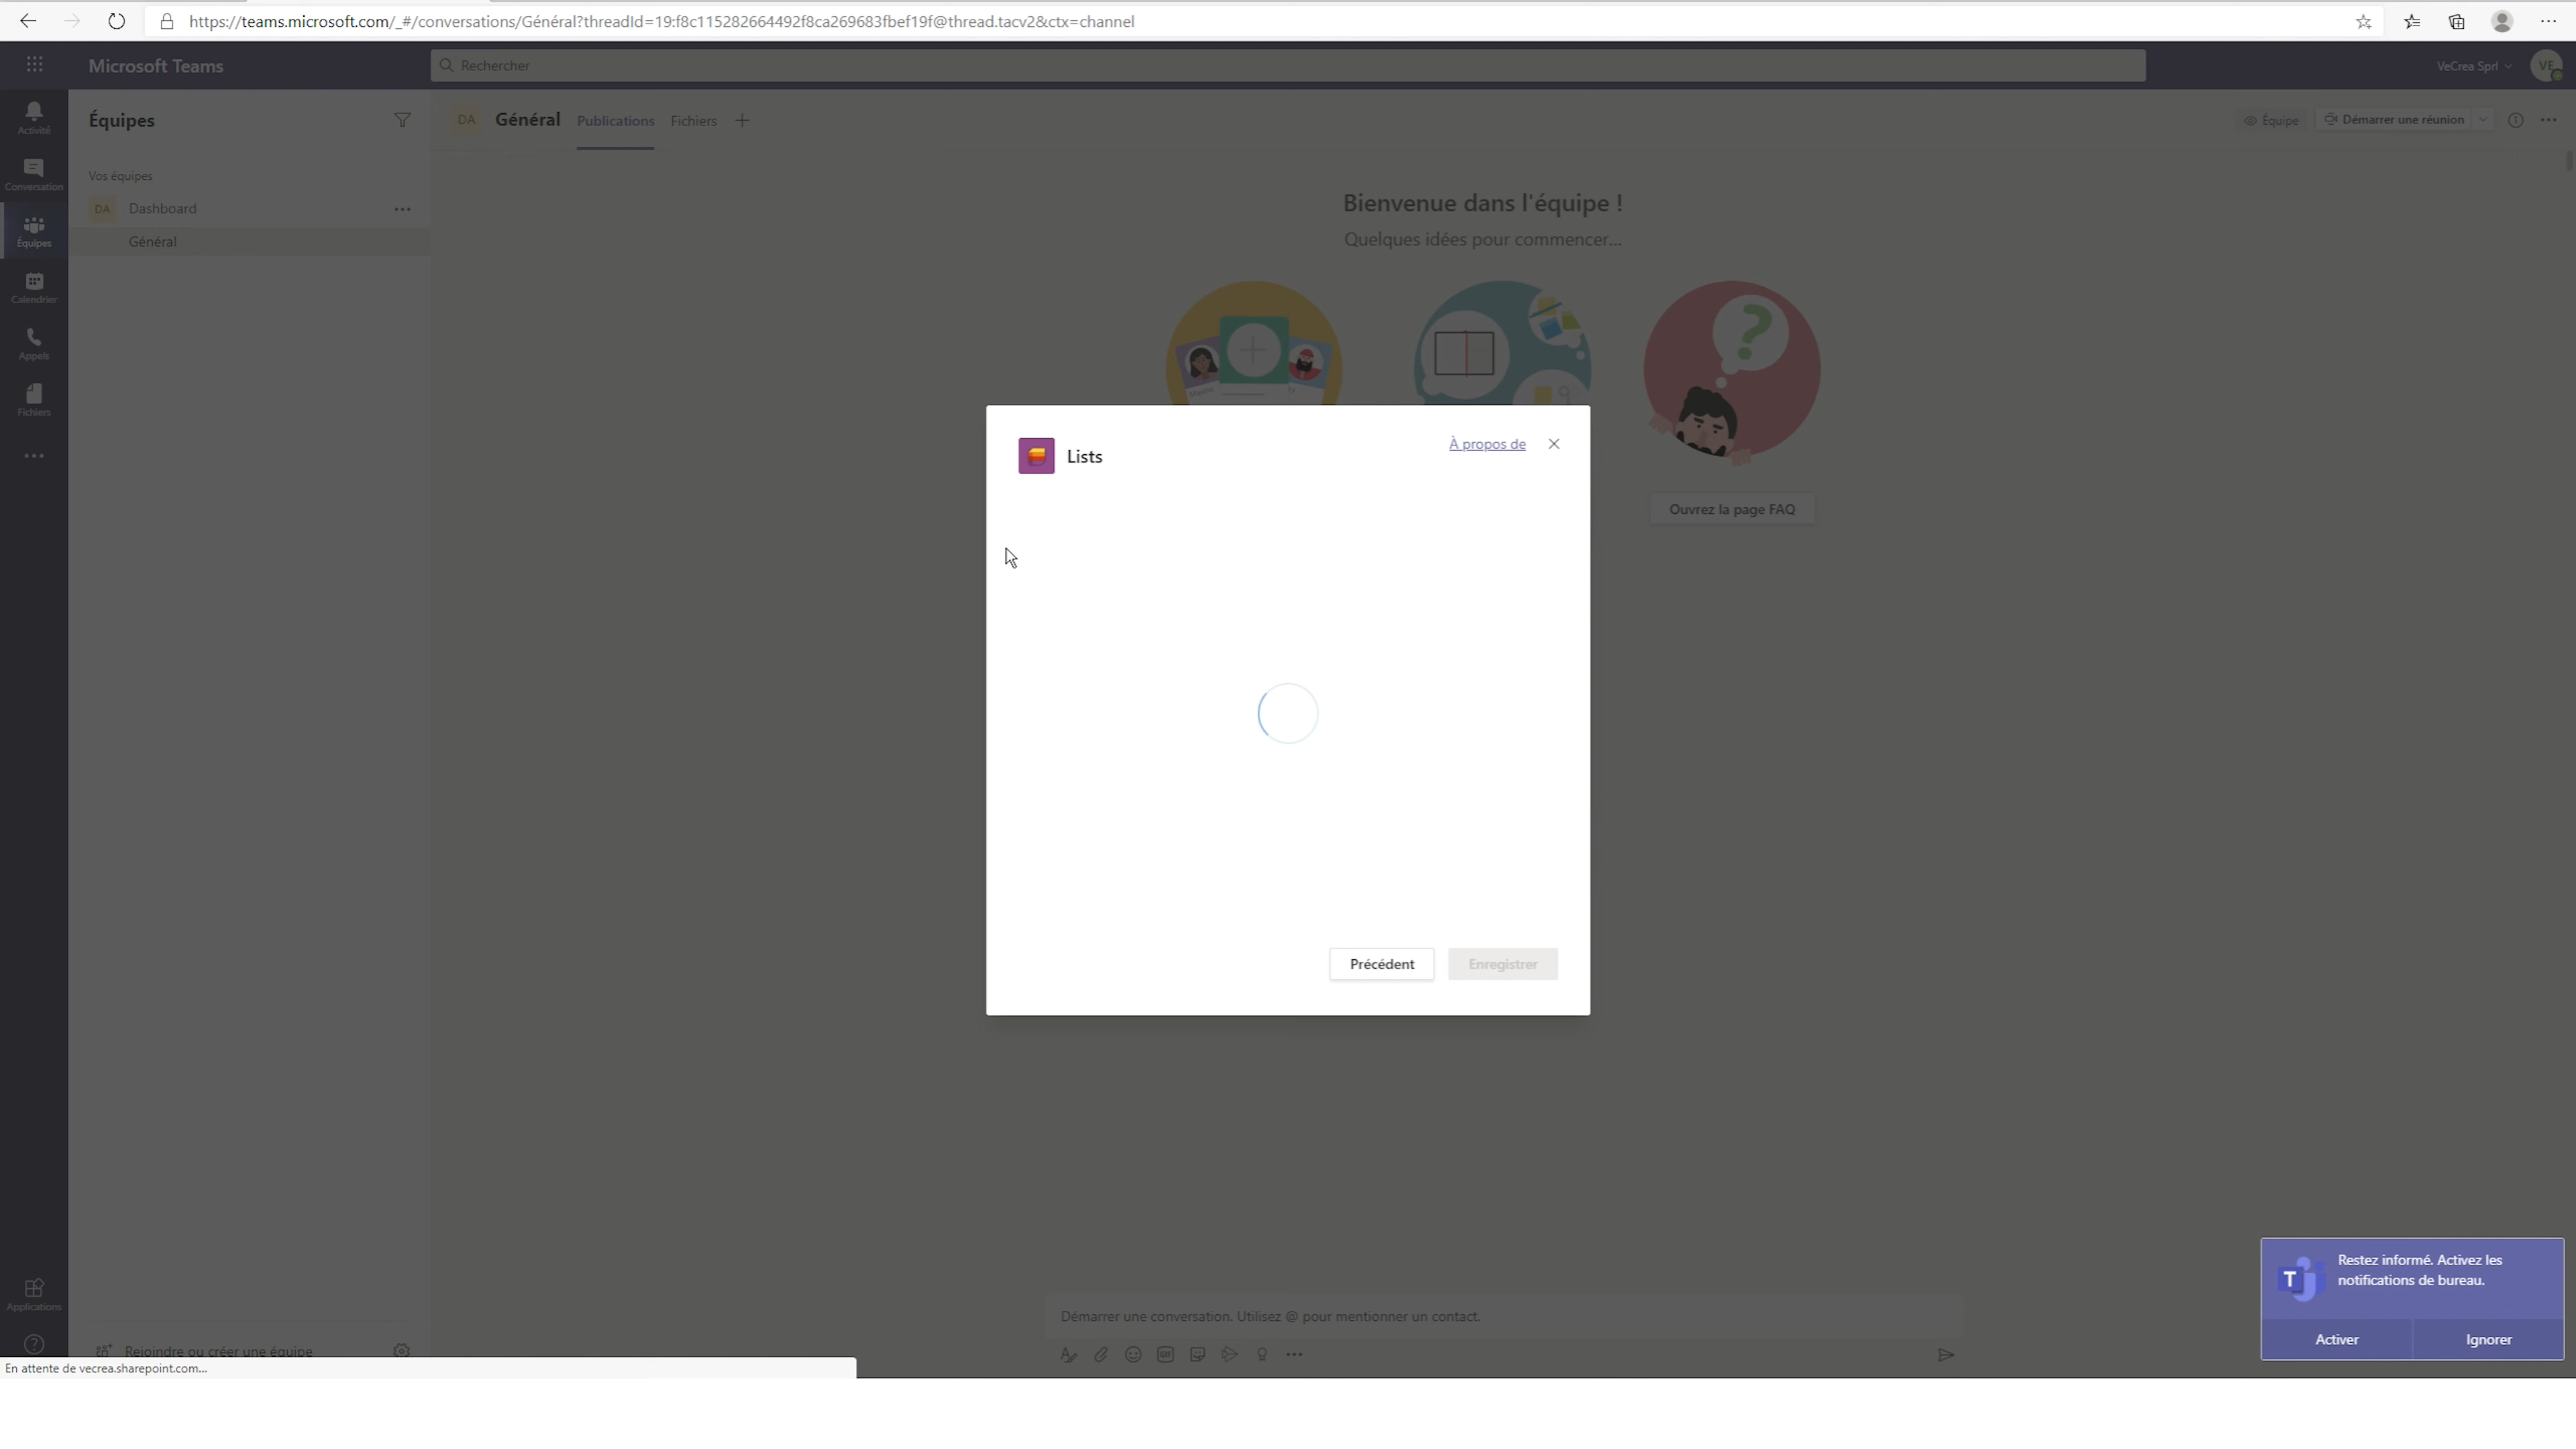 https://teams.microsoft.com/_#/conversations/Général?threadId=19:f8c115282664492f8ca269683fbef19f@thread.tacv2&ctx=channel
Microsoft Teams
Rechercher
VeCrea Sprl
VE
Activité
Conversation
Équipes
Calendrier
Appels
Fichiers
Applications
Équipes
Vos équipes
DA Dashboard
Général
Rejoindre ou créer une équipe
DA Général Publications Fichiers
Équipe
Démarrer une réunion
Bienvenue dans l'équipe !
Quelques idées pour commencer...
Ouvrez la page FAQ
Lists
À propos de
Précédent
Enregistrer
Démarrer une conversation. Utilisez @ pour mentionner un contact.
GIF
T
Restez informé. Activez les
notifications de bureau.
Activer
Ignorer
En attente de vecrea.sharepoint.com...